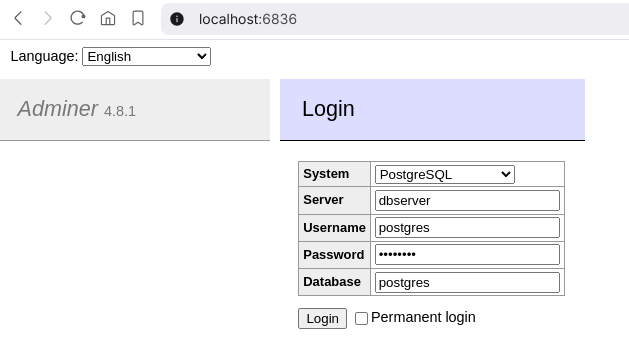 localhost:6836
Language: English
Adminer 4.8.1
Login
System PostgreSQL
Server dbserver
Username postgres
Password ••••••••
Database postgres
Login Permanent login